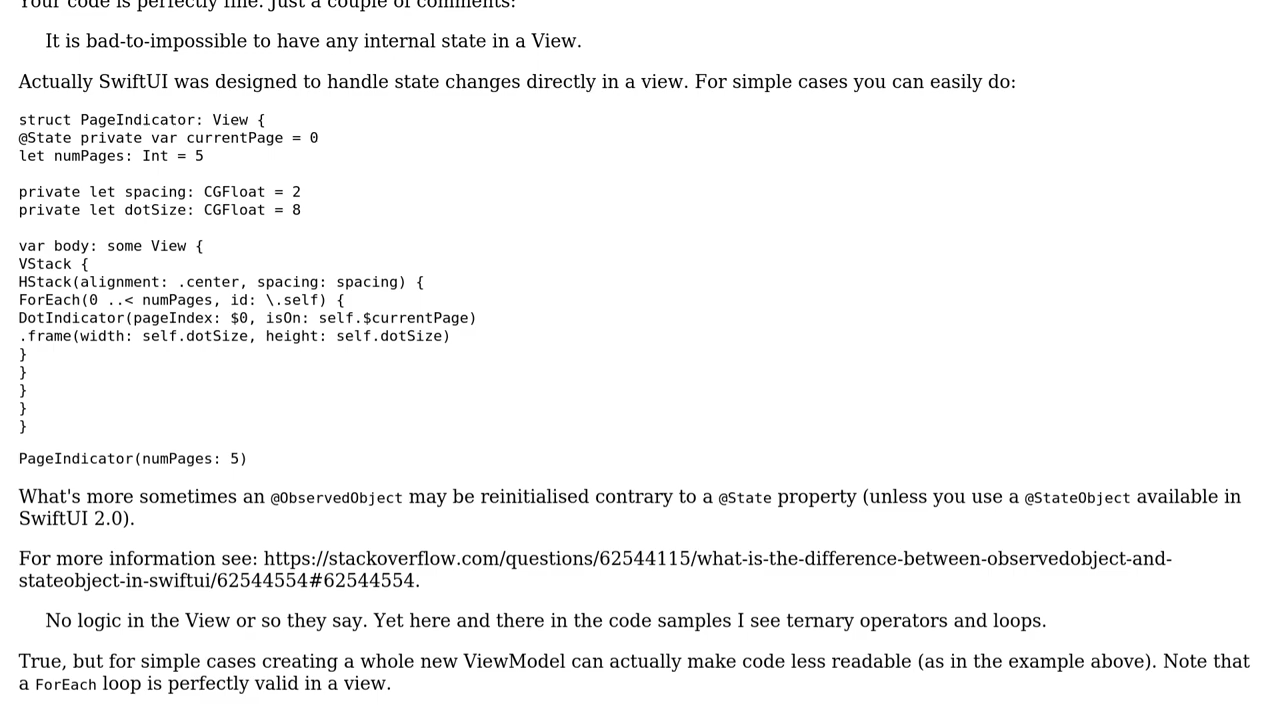 Your code is perfectly fine. Just a couple of comments:
It is bad-to-impossible to have any internal state in a View.
Actually SwiftUI was designed to handle state changes directly in a view. For simple cases you can easily do:
struct PageIndicator: View {
@State private var currentPage = 0
let numPages: Int = 5
private let spacing: CGFloat = 2
private let dotSize: CGFloat = 8
var body: some View {
VStack {
HStack(alignment: .center, spacing: spacing) {
ForEach(0 ..< numPages, id: \.self) {
DotIndicator(pageIndex: $0, isOn: self.$currentPage)
.frame(width: self.dotSize, height: self.dotSize)
}
}
}
}
}
PageIndicator(numPages: 5)
What's more sometimes an @ObservedObject may be reinitialised contrary to a @State property (unless you use a @StateObject available in
SwiftUI 2.0).
For more information see: https://stackoverflow.com/questions/62544115/what-is-the-difference-between-observedobject-and-
stateobject-in-swiftui/62544554#62544554.
No logic in the View or so they say. Yet here and there in the code samples I see ternary operators and loops.
True, but for simple cases creating a whole new ViewModel can actually make code less readable (as in the example above). Note that
a ForEach loop is perfectly valid in a view.